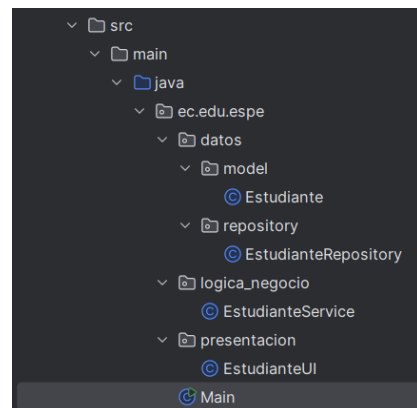 src
main
java
ec.edu.espe
datos
model
Estudiante
repository
EstudianteRepository
logica_negocio
EstudianteService
presentacion
EstudianteUI
Main